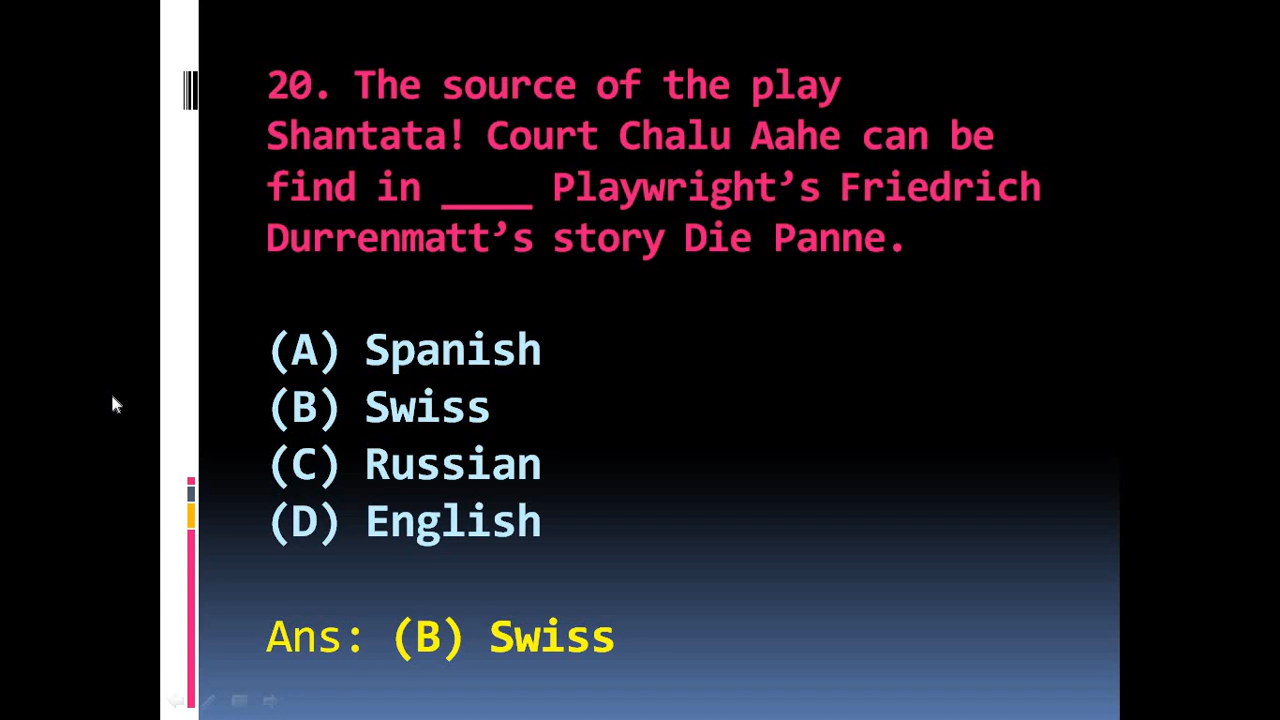 20. The source of the play
Shantata! Court Chalu Aahe can be
find in ____ Playwright’s Friedrich
Durrenmatt’s story Die Panne.
(A) Spanish
(B) Swiss
(C) Russian
(D) English
Ans: (B) Swiss